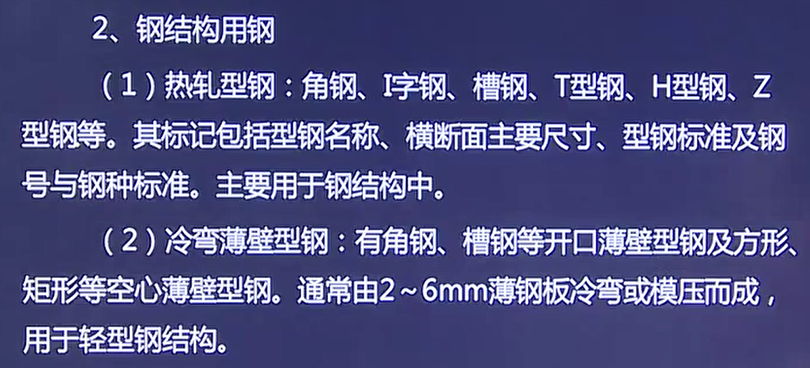 2、钢结构用钢
（1）热轧型钢：角钢、I字钢、槽钢、T型钢、H型钢、Z
型钢等。其标记包括型钢名称、横断面主要尺寸、型钢标准及钢
号与钢种标准。主要用于钢结构中。
（2）冷弯薄壁型钢：有角钢、槽钢等开口薄壁型钢及方形、
矩形等空心薄壁型钢。通常由2～6mm薄钢板冷弯或模压而成，
用于轻型钢结构。